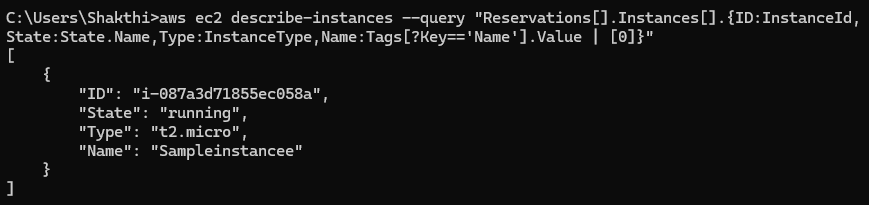 C:\Users\Shakthi>aws ec2 describe-instances --query "Reservations[].Instances[].{ID:InstanceId,
State:State.Name,Type:InstanceType,Name:Tags[?Key=='Name'].Value | [0]}"
[
    {
        "ID": "i-087a3d71855ec058a",
        "State": "running",
        "Type": "t2.micro",
        "Name": "Sampleinstancee"
    }
]